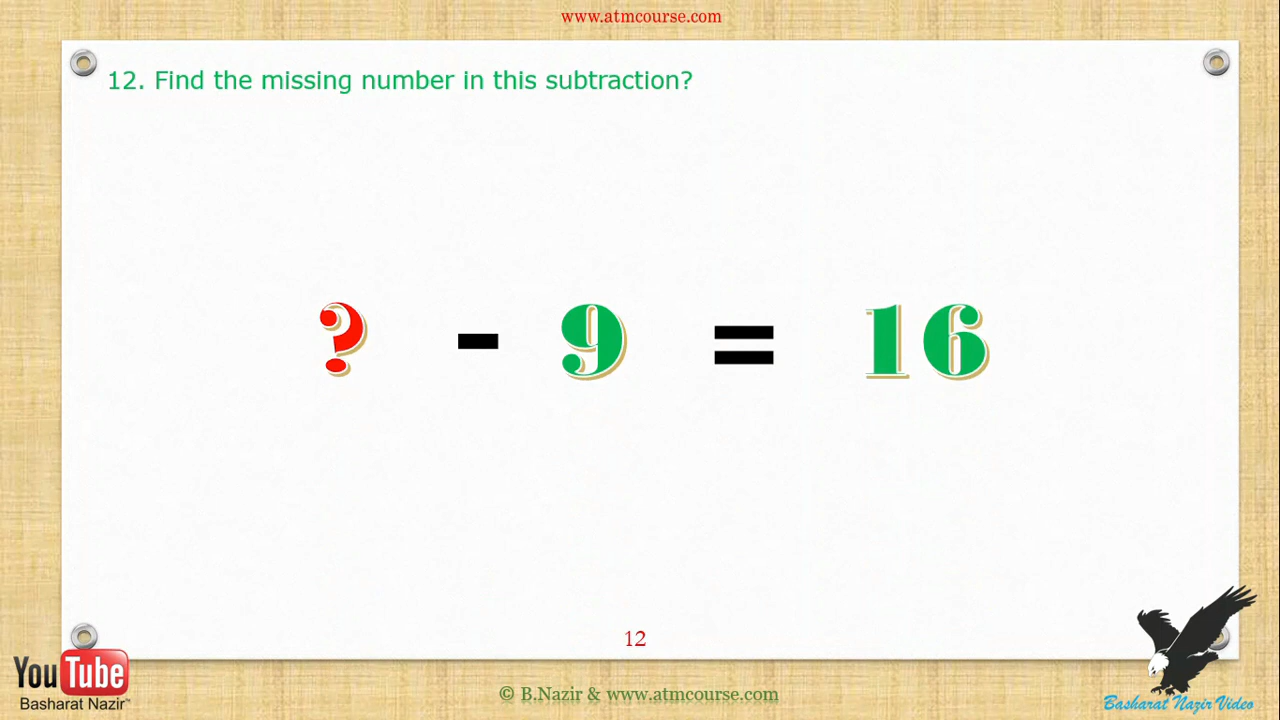 www.atmcourse.com
12. Find the missing number in this subtraction?
? - 9 = 16
12
YouTube
Basharat Nazir™
© B.Nazir & www.atmcourse.com
Basharat Nazir Video